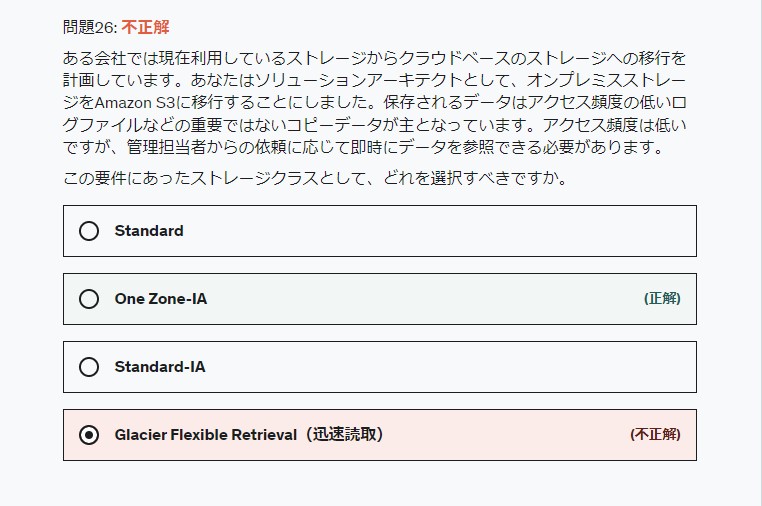 問題26: 不正解
ある会社では現在利用しているストレージからクラウドベースのストレージへの移行を
計画しています。あなたはソリューションアーキテクトとして、オンプレミスストレー
ジをAmazon S3に移行することにしました。保存されるデータはアクセス頻度の低いロ
グファイルなどの重要ではないコピーデータが主となっています。アクセス頻度は低い
ですが、管理担当者からの依頼に応じて即時にデータを参照できる必要があります。
この要件にあったストレージクラスとして、どれを選択すべきですか。
Standard
One Zone-IA (正解)
Standard-IA
Glacier Flexible Retrieval（迅速読取） (不正解)